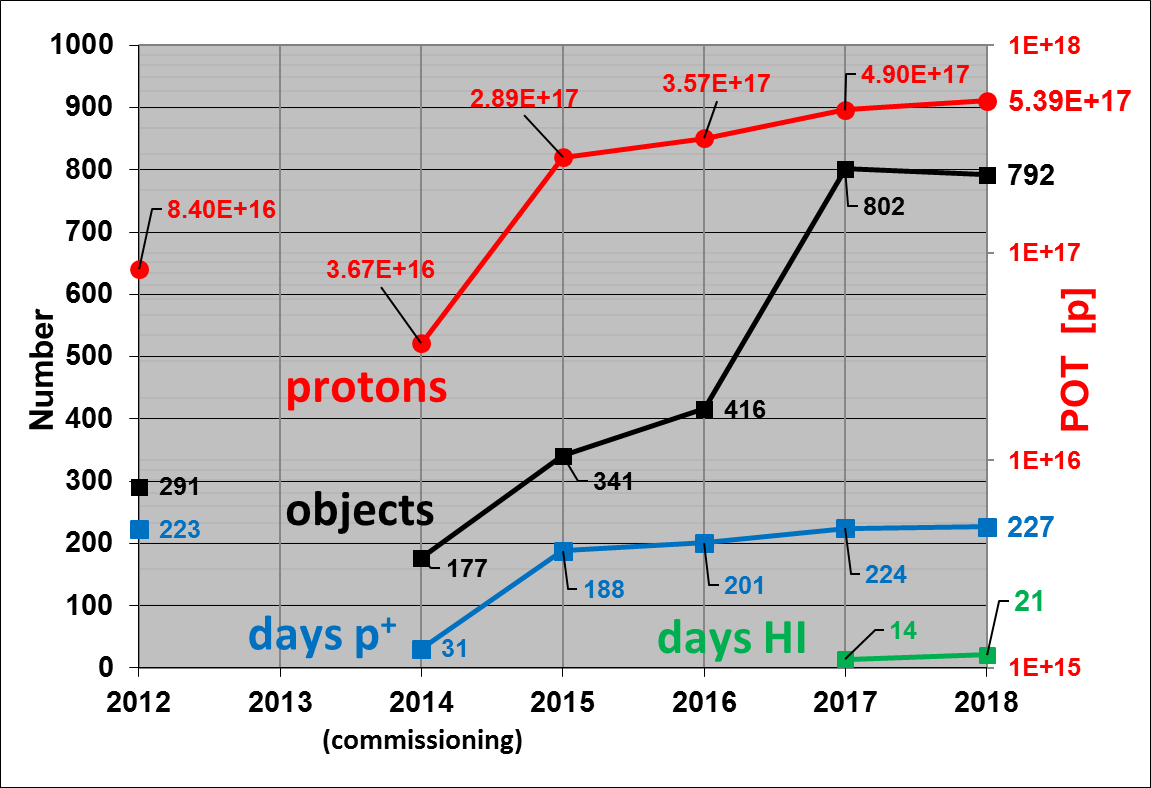 1000
900
800
700
600
500
400
300
200
100
0
Number
1E+18
1E+17
1E+16
1E+15
POT [p]
8.40E+16
3.67E+16
2.89E+17
3.57E+17
4.90E+17
5.39E+17
protons
291
177
341
416
802
792
objects
223
31
188
201
224
227
days p⁺
14
21
days HI
2012 2013 2014 2015 2016 2017 2018
(commissioning)